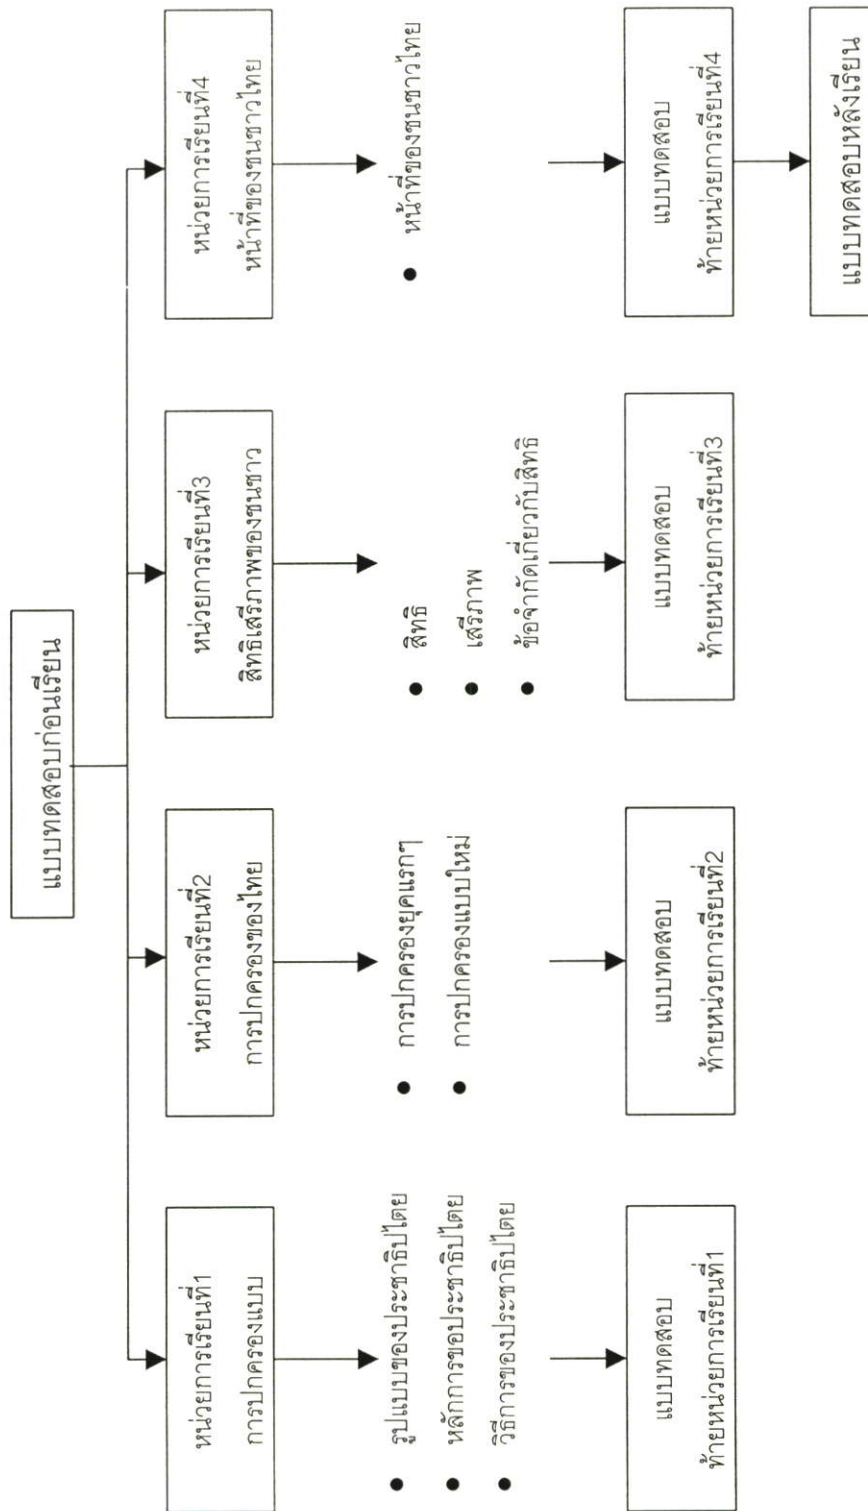 แบบทดสอบก่อนเรียน
หน่วยการเรียนที่1
การปกครองแบบ
● รูปแบบของประชาธิปไตย
● หลักการขอประชาธิปไตย
● วิธีการของประชาธิปไตย
แบบทดสอบ
ท้ายหน่วยการเรียนที่1
หน่วยการเรียนที่2
การปกครองของไทย
● การปกครองยุคแรกๆ
● การปกครองแบบใหม่
แบบทดสอบ
ท้ายหน่วยการเรียนที่2
หน่วยการเรียนที่3
สิทธิเสรีภาพของชนชาว
● สิทธิ
● เสรีภาพ
● ข้อจำกัดเกี่ยวกับสิทธิ
แบบทดสอบ
ท้ายหน่วยการเรียนที่3
หน่วยการเรียนที่4
หน้าที่ของชนชาวไทย
● หน้าที่ของชนชาวไทย
แบบทดสอบ
ท้ายหน่วยการเรียนที่4
แบบทดสอบหลังเรียน